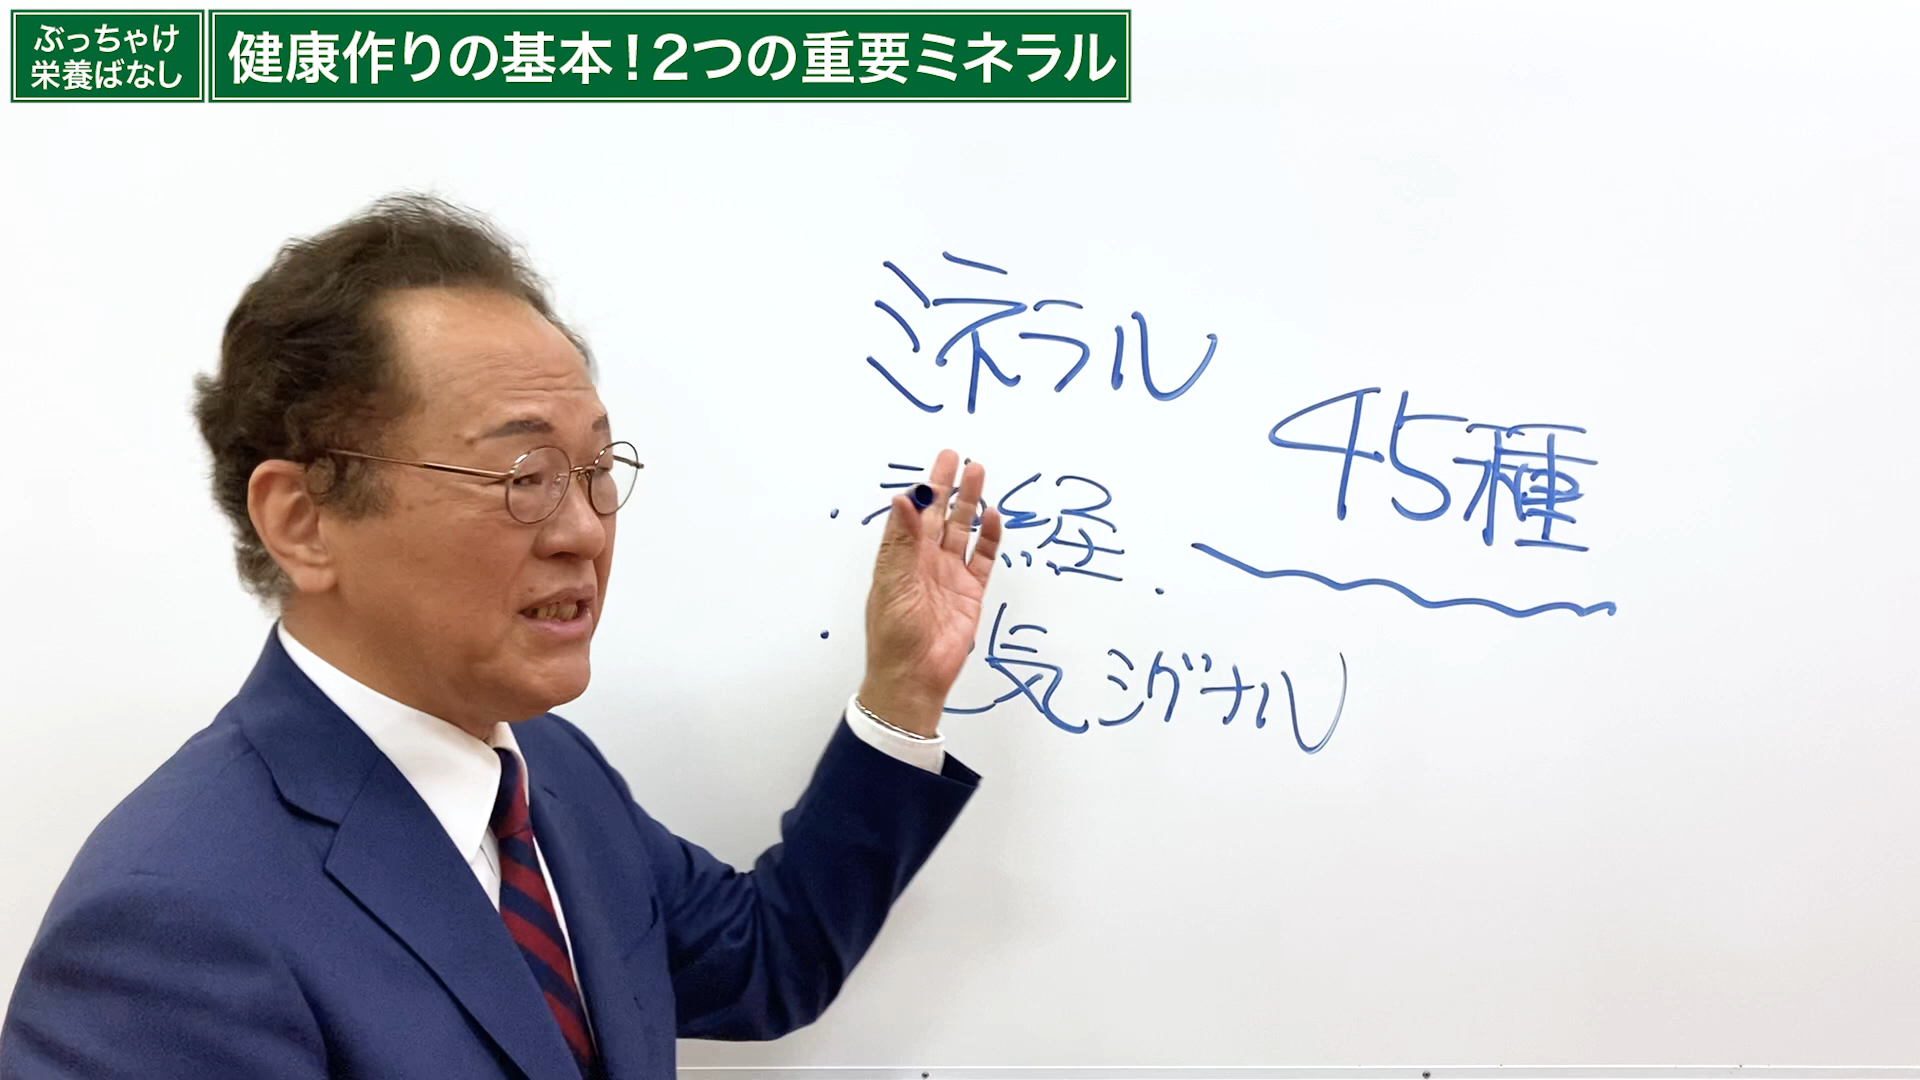 ぶっちゃけ
栄養ばなし
健康作りの基本!2つの重要ミネラル
ミネラル
45種
経
気シグナル